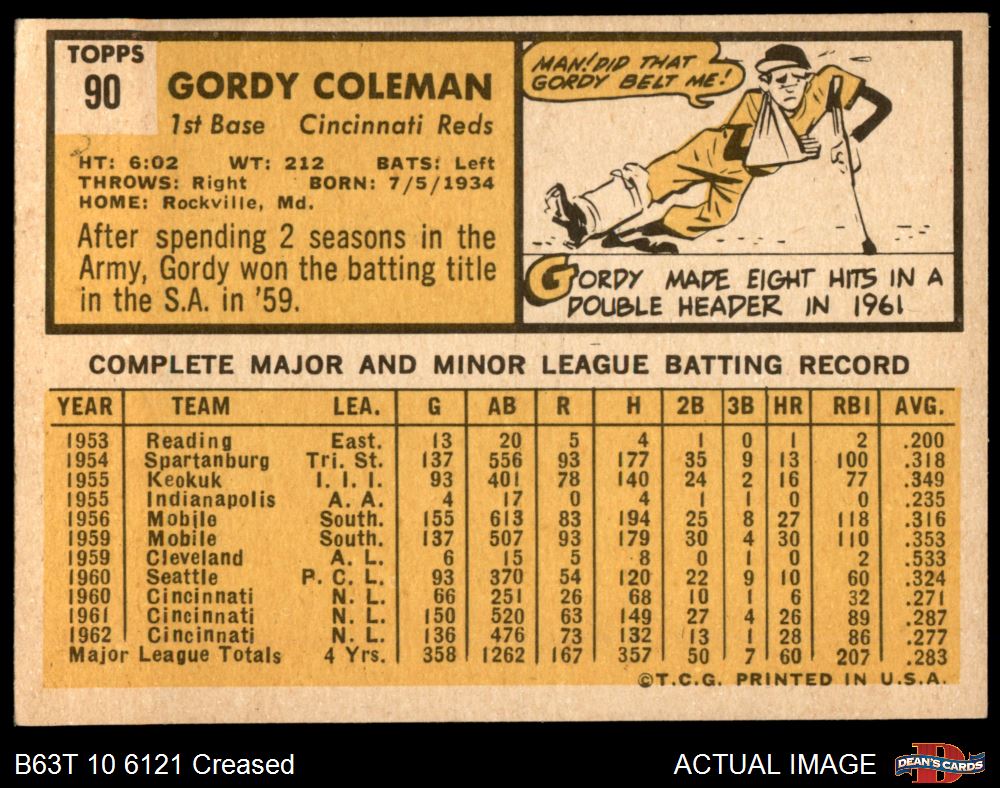 TOPPS
90
GORDY COLEMAN
1st Base Cincinnati Reds
HT: 6:02 WT: 212 BATS: Left
THROWS: Right BORN: 7/5/1934
HOME: Rockville, Md.
After spending 2 seasons in the
Army, Gordy won the batting title
in the S.A. in '59.
MAN! DID THAT
GORDY BELT ME!
GORDY MADE EIGHT HITS IN A
DOUBLE HEADER IN 1961
COMPLETE MAJOR AND MINOR LEAGUE BATTING RECORD
YEAR TEAM LEA. G AB R H 2B 3B HR RBI AVG.
1953 Reading East. 13 20 5 4 1 0 1 2 .200
1954 Spartanburg Tri. St. 137 556 93 177 35 9 13 100 .318
1955 Keokuk I. I. I. 93 401 78 140 24 2 16 77 .349
1955 Indianapolis A. A. 4 17 0 4 1 1 0 0 .235
1956 Mobile South. 155 613 83 194 25 8 27 118 .316
1959 Mobile South. 137 507 93 179 30 4 30 110 .353
1959 Cleveland A. L. 6 15 5 8 0 1 0 2 .533
1960 Seattle P. C. L. 93 370 54 120 22 9 10 60 .324
1960 Cincinnati N. L. 66 251 26 68 10 1 6 32 .271
1961 Cincinnati N. L. 150 520 63 149 27 4 26 89 .287
1962 Cincinnati N. L. 136 476 73 132 13 1 28 86 .277
Major League Totals 4 Yrs. 358 1262 167 357 50 7 60 207 .283
©T.C.G. PRINTED IN U.S.A.
B63T 10 6121 Creased
ACTUAL IMAGE
D
DEAN'S CARDS